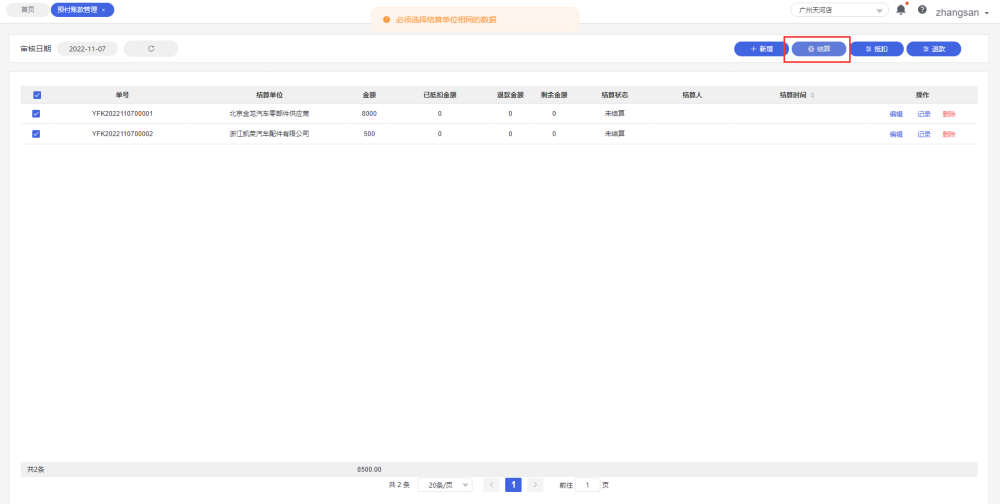 首页 预付账款管理 ×
必须选择结算单位相同的数据
广州天河店
zhangsan
审核日期 2022-11-07
+ 新增 结算 抵扣 退款
单号 结算单位 金额 已抵扣金额 退款金额 剩余金额 结算状态 结算人 结算时间 操作
YFK2022110700001 北京金龙汽车零部件供应商 8000 0 0 0 未结算 编辑 记录 删除
YFK2022110700002 浙江凯荣汽车配件有限公司 500 0 0 0 未结算 编辑 记录 删除
共2条 8500.00
共 2 条 20条/页 < 1 > 前往 1 页